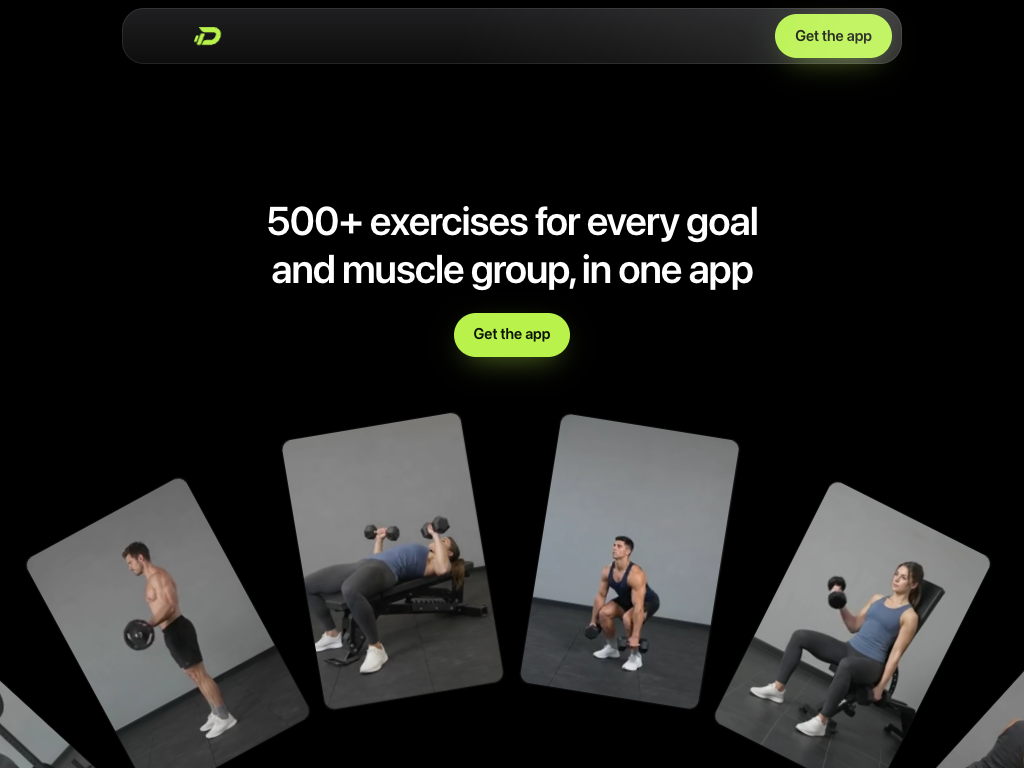 Get the app
500+ exercises for every goal
and muscle group, in one app
Get the app